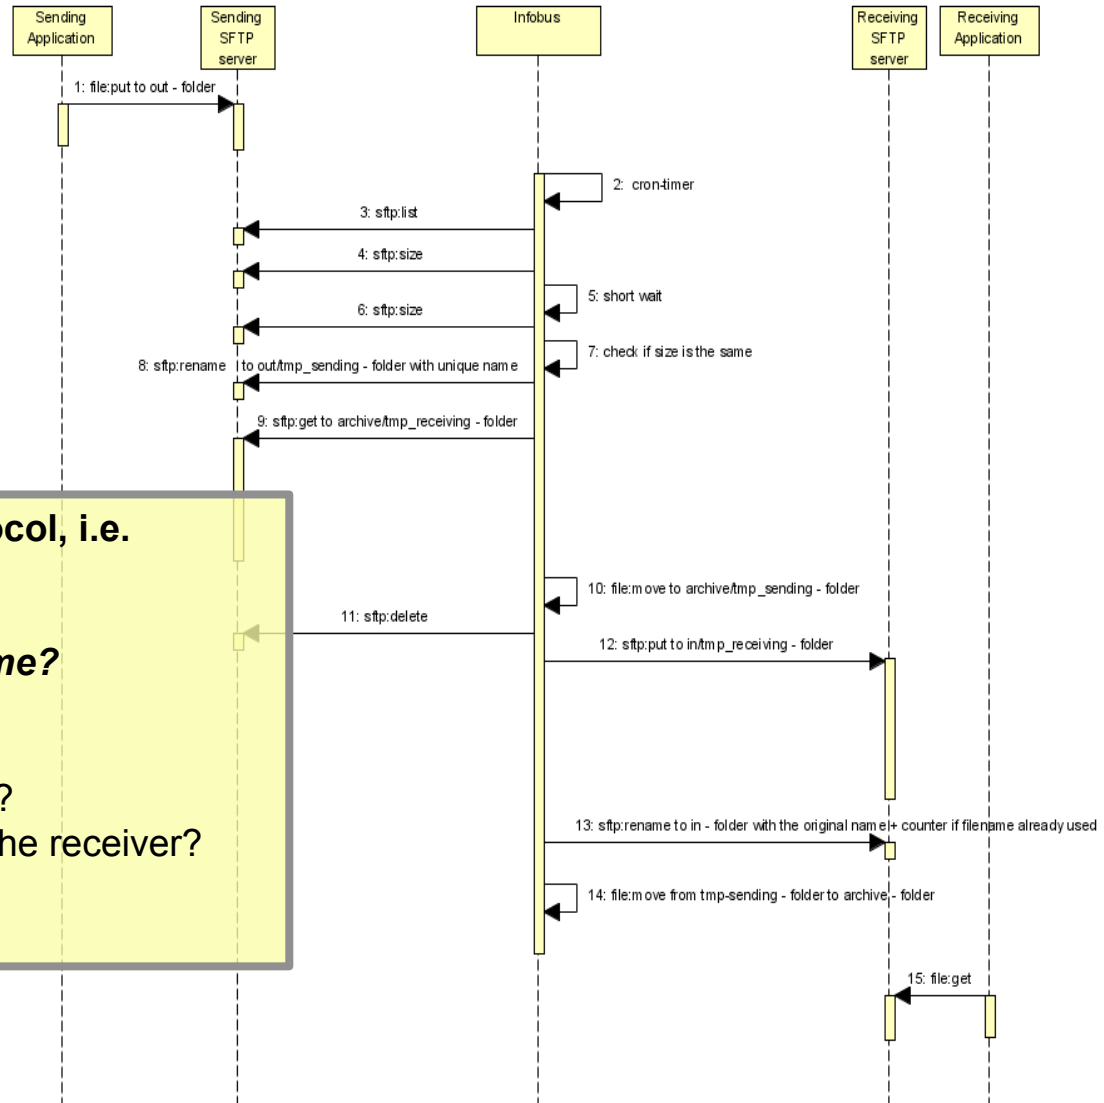 Sending
Application
Sending
SFTP
server
Infobus
Receiving
SFTP
server
Receiving
Application
1: file:put to out - folder
2: cron-timer
3: sftp:list
4: sftp:size
5: short wait
6: sftp:size
7: check if size is the same
8: sftp:rename to out/tmp_sending - folder with unique name
9: sftp:get to archive/tmp_receiving - folder
ocol, i.e.
10: file:move to archive/tmp_sending - folder
11: sftp:delete
12: sftp:put to in/tmp_receiving - folder
me?
?
he receiver?
13: sftp:rename to in - folder with the original name + counter if filename already used
14: file:move from tmp-sending - folder to archive - folder
15: file:get